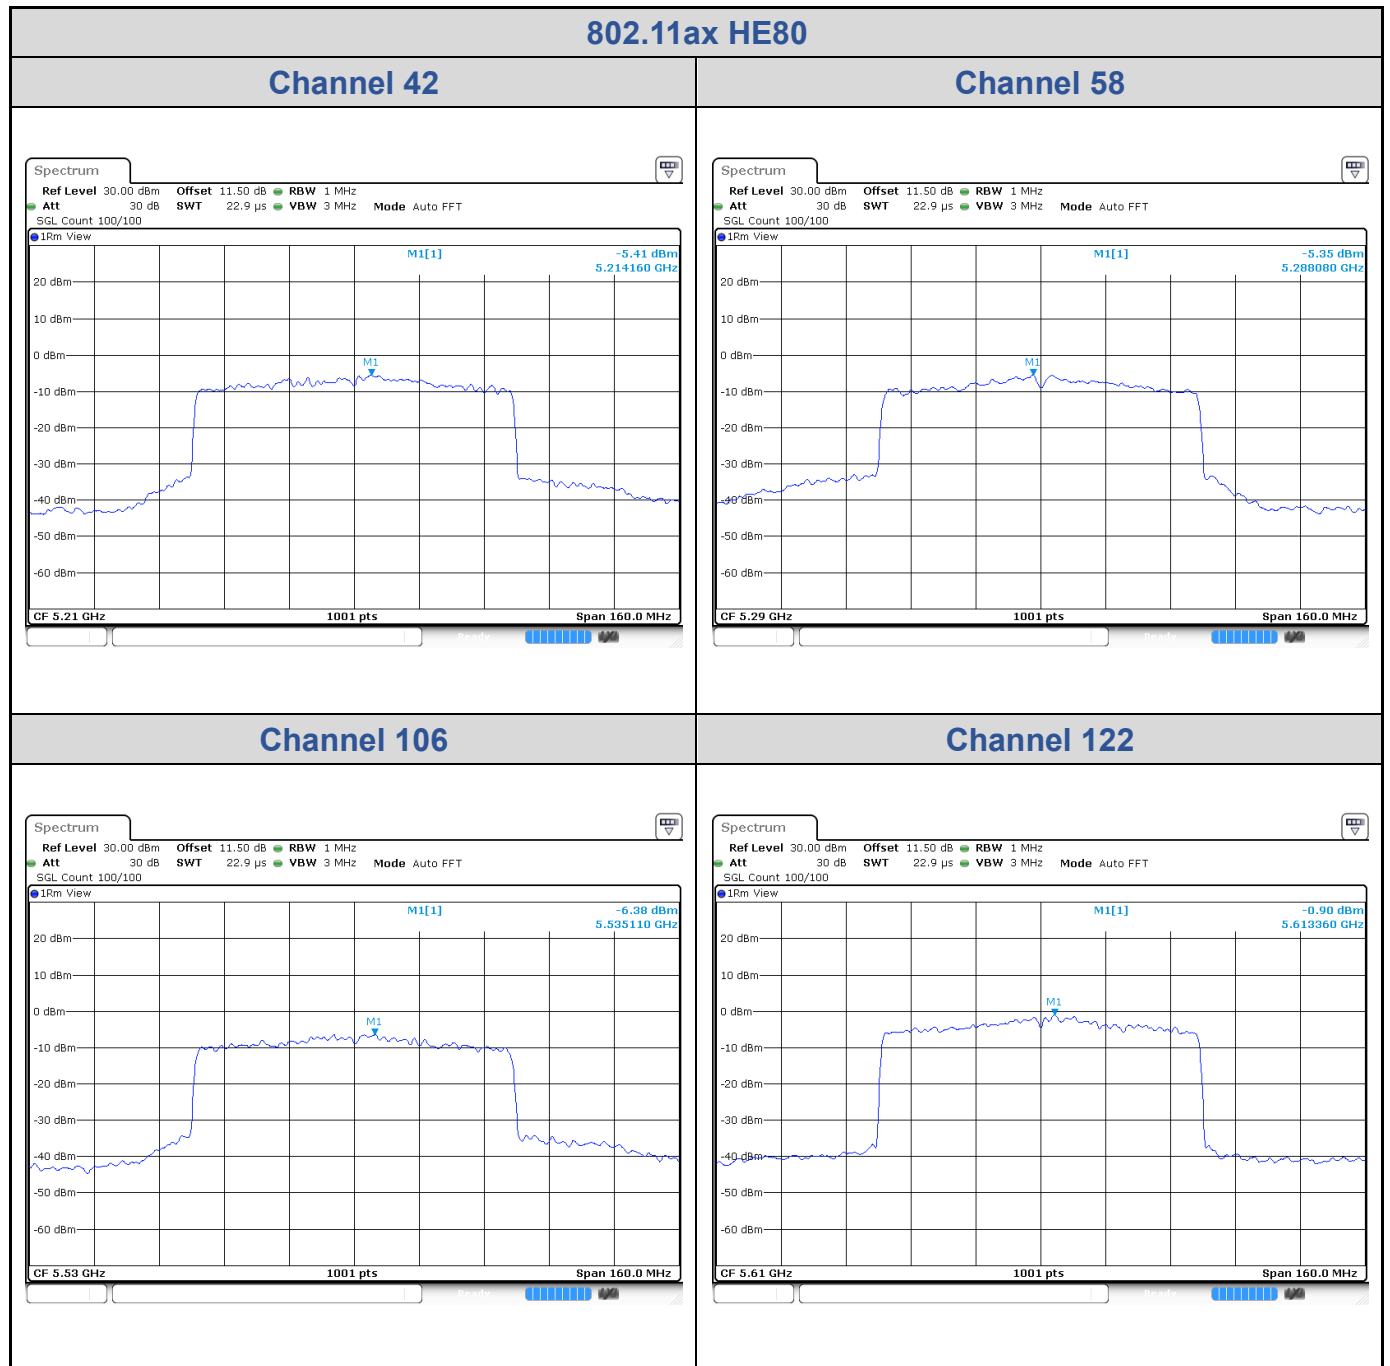 802.11ax HE80
Channel 42
Channel 58
Spectrum
Ref Level 30.00 dBm Offset 11.50 dB RBW 1 MHz
Att 30 dB SWT 22.9 µs VBW 3 MHz Mode Auto FFT
SGL Count 100/100
1Rm View
M1[1] -5.41 dBm
5.214160 GHz
20 dBm
10 dBm
0 dBm
M1
-10 dBm
-20 dBm
-30 dBm
-40 dBm
-50 dBm
-60 dBm
CF 5.21 GHz 1001 pts Span 160.0 MHz
Ready
Spectrum
Ref Level 30.00 dBm Offset 11.50 dB RBW 1 MHz
Att 30 dB SWT 22.9 µs VBW 3 MHz Mode Auto FFT
SGL Count 100/100
1Rm View
M1[1] -5.35 dBm
5.288080 GHz
20 dBm
10 dBm
0 dBm
M1
-10 dBm
-20 dBm
-30 dBm
-40 dBm
-50 dBm
-60 dBm
CF 5.29 GHz 1001 pts Span 160.0 MHz
Ready
Channel 106
Channel 122
Spectrum
Ref Level 30.00 dBm Offset 11.50 dB RBW 1 MHz
Att 30 dB SWT 22.9 µs VBW 3 MHz Mode Auto FFT
SGL Count 100/100
1Rm View
M1[1] -6.38 dBm
5.535110 GHz
20 dBm
10 dBm
0 dBm
M1
-10 dBm
-20 dBm
-30 dBm
-40 dBm
-50 dBm
-60 dBm
CF 5.53 GHz 1001 pts Span 160.0 MHz
Ready
Spectrum
Ref Level 30.00 dBm Offset 11.50 dB RBW 1 MHz
Att 30 dB SWT 22.9 µs VBW 3 MHz Mode Auto FFT
SGL Count 100/100
1Rm View
M1[1] -0.90 dBm
5.613360 GHz
20 dBm
10 dBm
0 dBm
M1
-10 dBm
-20 dBm
-30 dBm
-40 dBm
-50 dBm
-60 dBm
CF 5.61 GHz 1001 pts Span 160.0 MHz
Ready